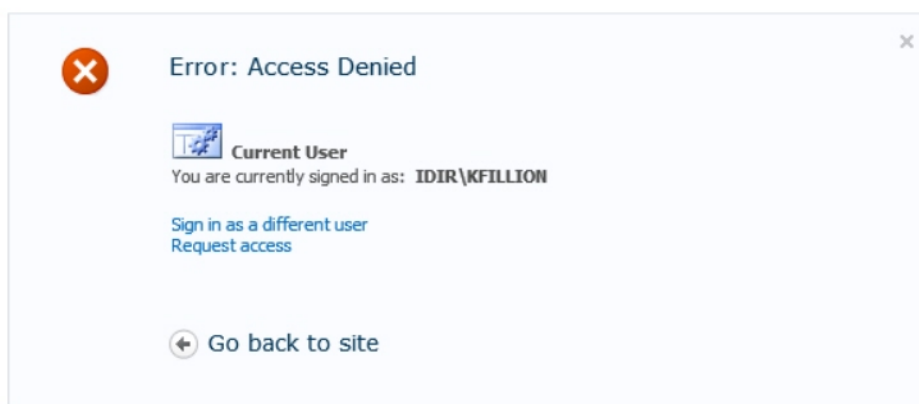 Error: Access Denied
Current User
You are currently signed in as: IDIR\KFILLION
Sign in as a different user
Request access
Go back to site